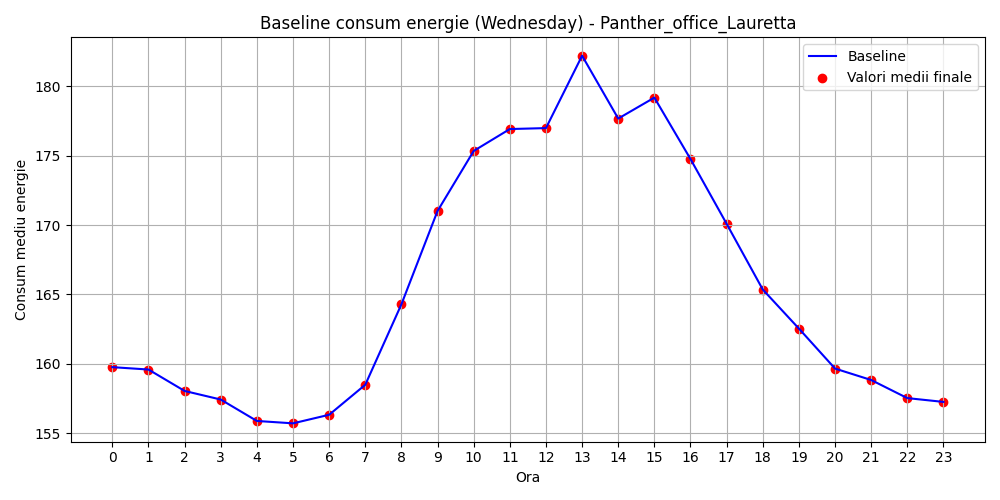 Baseline consum energie (Wednesday) - Panther_office_Lauretta
Baseline
Valori medii finale
Consum mediu energie
180
175
170
165
160
155
0 1 2 3 4 5 6 7 8 9 10 11 12 13 14 15 16 17 18 19 20 21 22 23
Ora